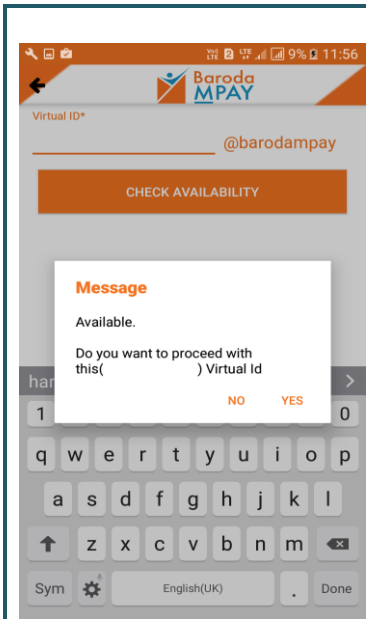 9% 11:56
Baroda
MPAY
Virtual ID*
@barodampay
CHECK AVAILABILITY
Message
Available.
Do you want to proceed with
this( ) Virtual Id
NO YES
har
1 0
q w e r t y u i o p
a s d f g h j k l
z x c v b n m
Sym English(UK) . Done